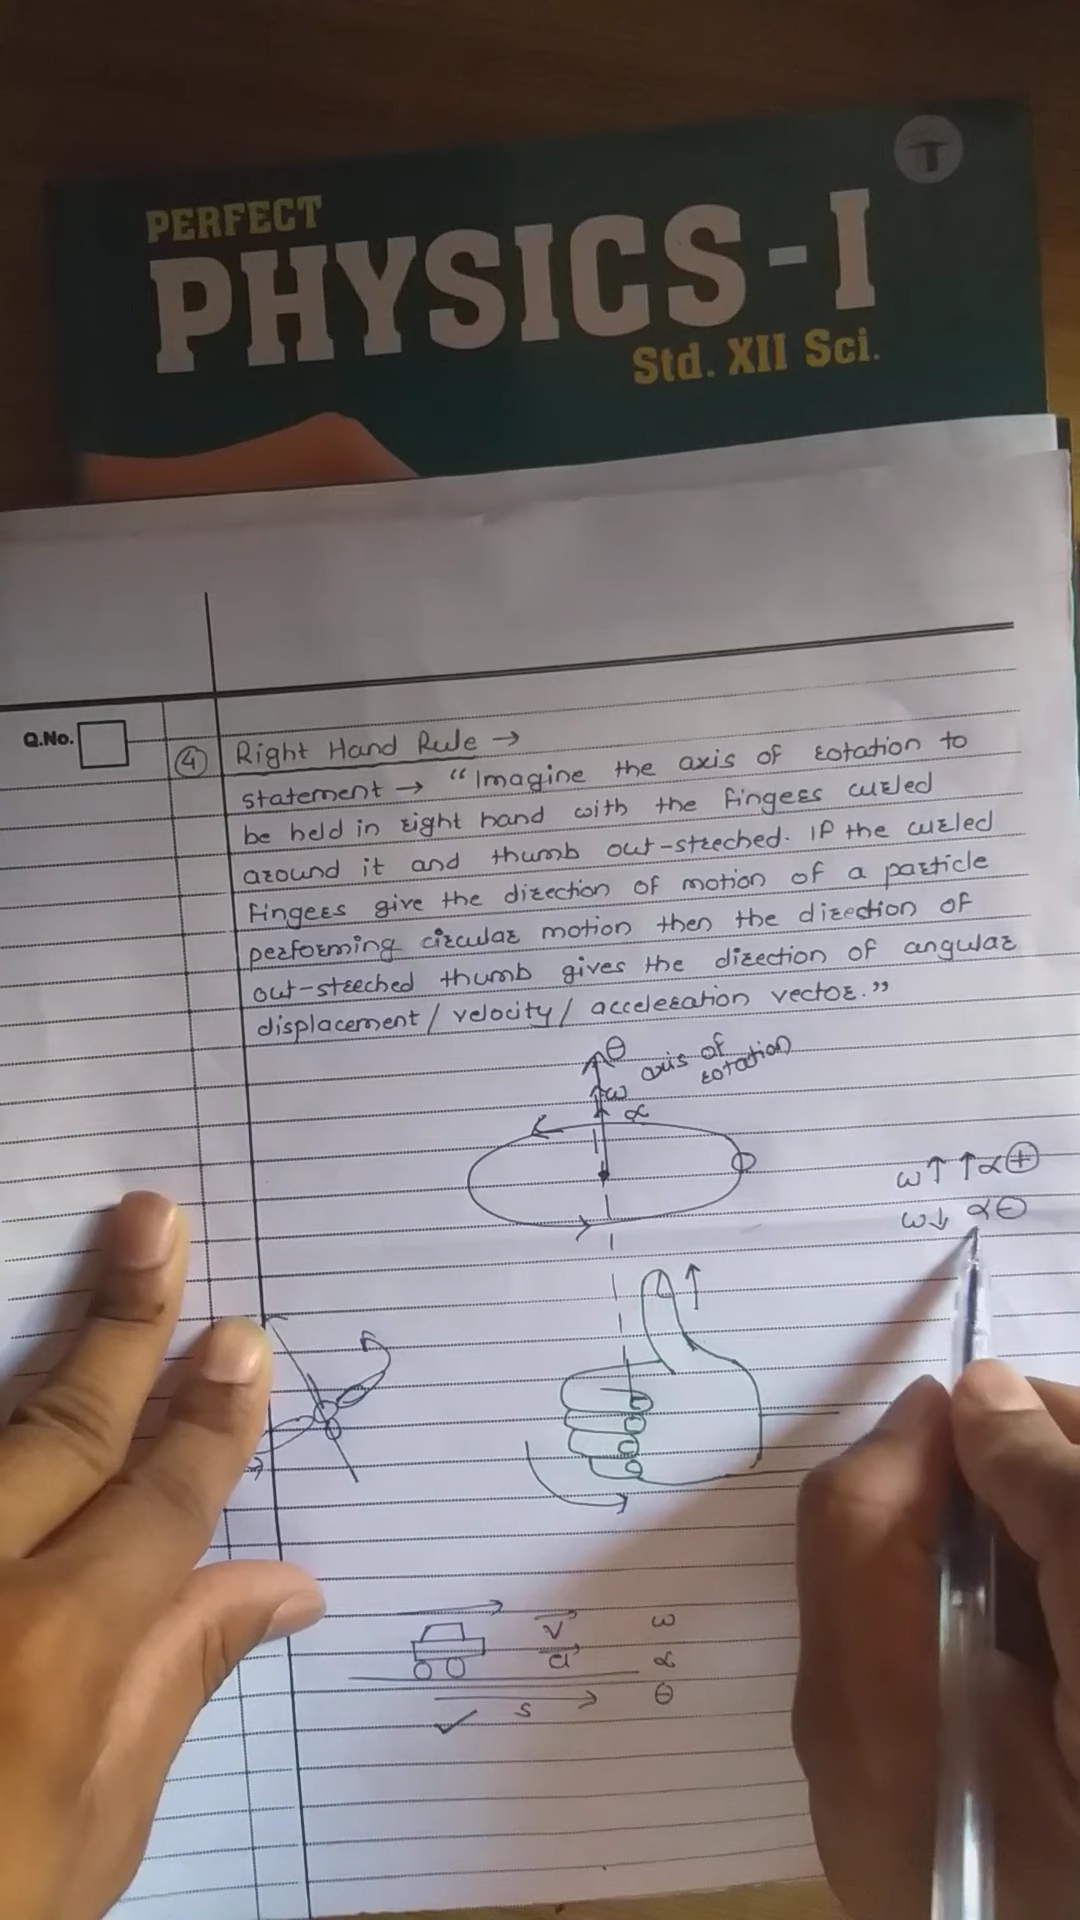 T
PERFECT
PHYSICS-I
Std. XII Sci.
Q.No.
④ Right Hand Rule →
statement → “Imagine the axis of rotation to
be held in right hand with the fingers curled
around it and thumb out-streched. If the curled
fingers give the direction of motion of a particle
performing circular motion then the direction of
out-streched thumb gives the direction of angular
displacement / velocity / acceleration vector.”
θ
axis of
rotation
ω
α
ω↑ ↑α⊕
ω↓ α⊖
↑
v⃗ ω
a⃗ α
s θ